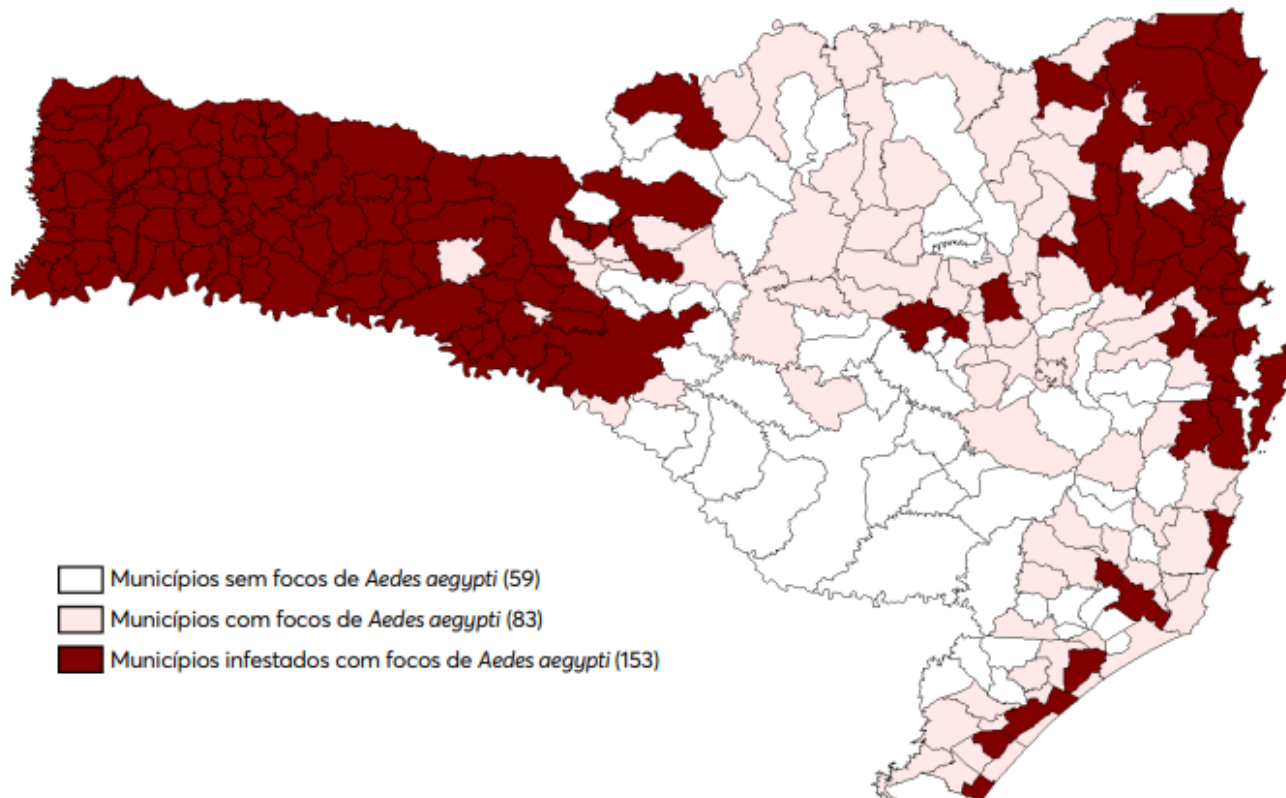 Municípios sem focos de Aedes aegypti (59)
Municípios com focos de Aedes aegypti (83)
Municípios infestados com focos de Aedes aegypti (153)